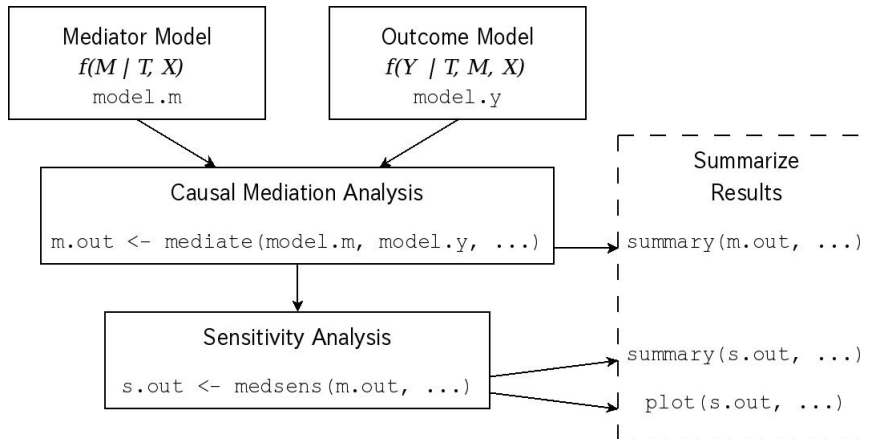 Mediator Model
f(M | T, X)
model.m
Outcome Model
f(Y | T, M, X)
model.y
Causal Mediation Analysis
m.out <- mediate(model.m, model.y, ...)
Sensitivity Analysis
s.out <- medsens(m.out, ...)
Summarize
Results
summary(m.out, ...)
summary(s.out, ...)
plot(s.out, ...)